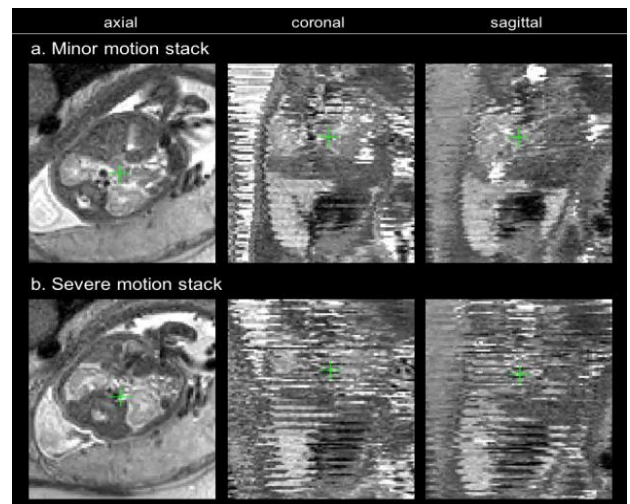 axial coronal sagittal
a. Minor motion stack
b. Severe motion stack